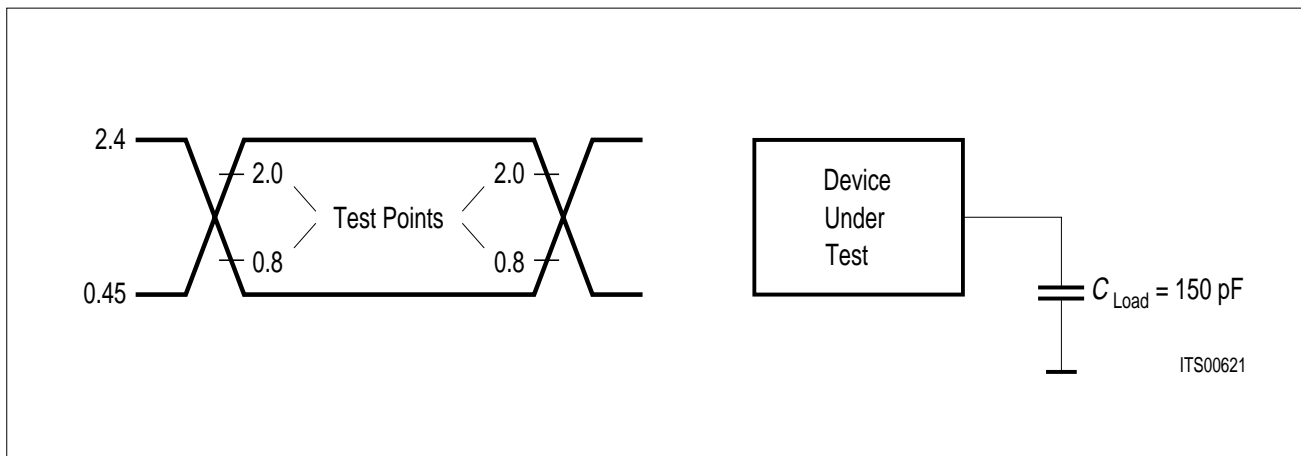 2.4
2.0
2.0
Test Points
0.8
0.8
0.45
Device
Under
Test
C Load = 150 pF
ITS00621